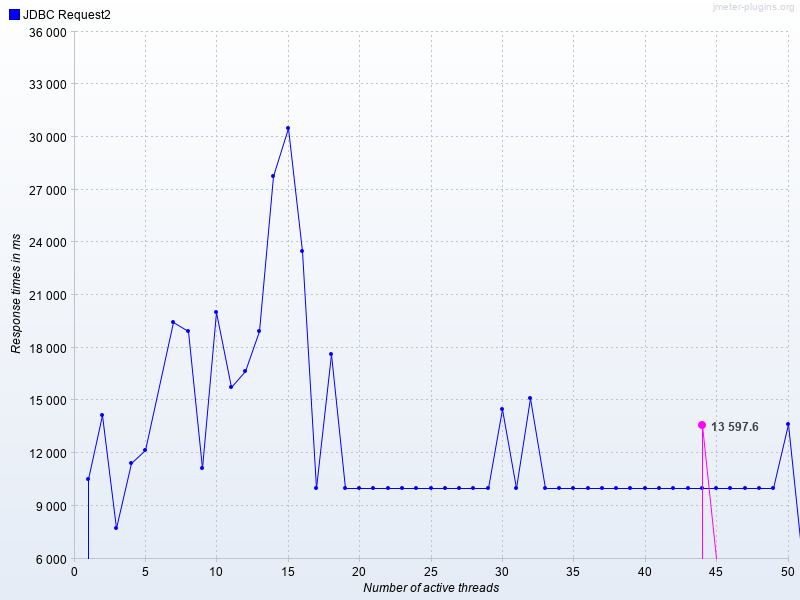 jmeter-plugins.org
JDBC Request2
36 000
33 000
30 000
27 000
24 000
21 000
18 000
15 000
12 000
9 000
6 000
Response times in ms
13 597.6
0 5 10 15 20 25 30 35 40 45 50
Number of active threads